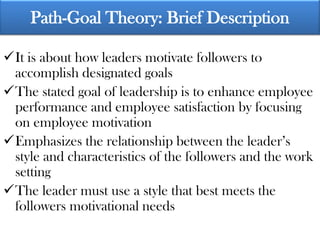 Path-Goal Theory: Brief Description
✓It is about how leaders motivate followers to
accomplish designated goals
✓The stated goal of leadership is to enhance employee
performance and employee satisfaction by focusing
on employee motivation
✓Emphasizes the relationship between the leader's
style and characteristics of the followers and the work
setting
✓The leader must use a style that best meets the
followers motivational needs